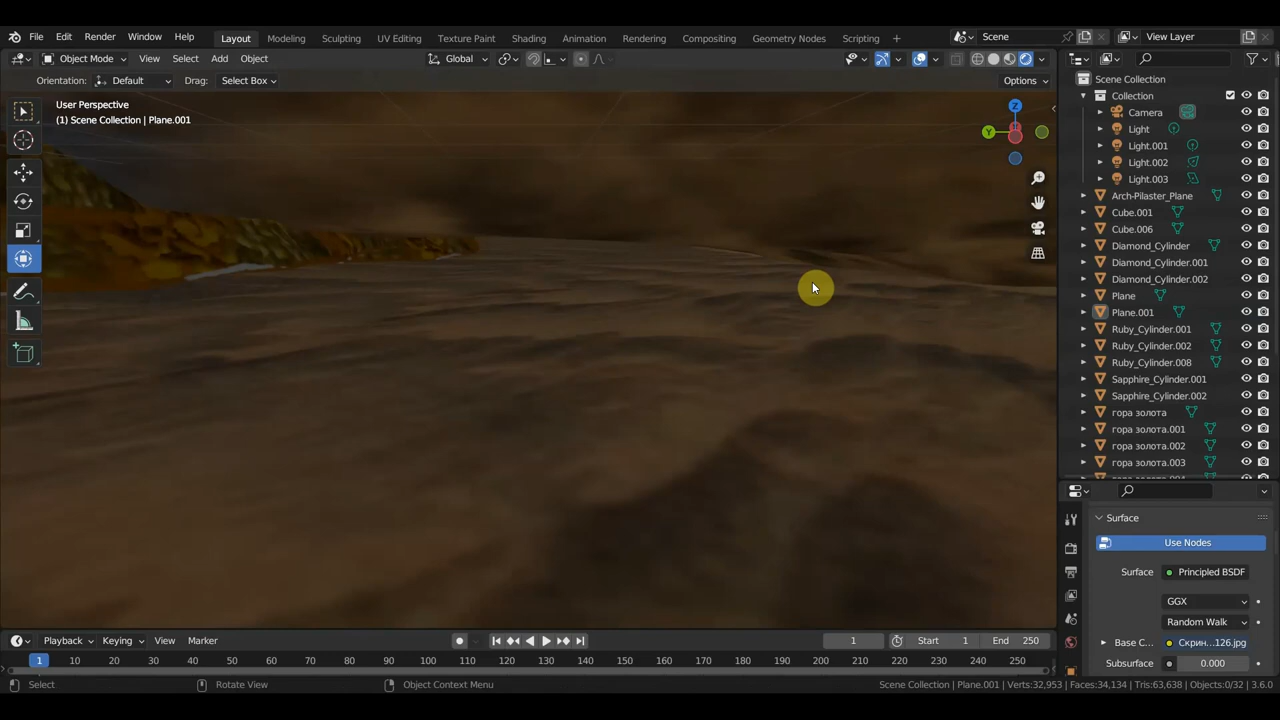 File Edit Render Window Help Layout Modeling Sculpting UV Editing Texture Paint Shading Animation Rendering Compositing Geometry Nodes Scripting + Scene View Layer
Object Mode View Select Add Object Global
Orientation: Default Drag: Select Box Options
User Perspective
(1) Scene Collection | Plane.001
Z
Y
Scene Collection
Collection
Camera
Light
Light.001
Light.002
Light.003
Arch-Pilaster_Plane
Cube.001
Cube.006
Diamond_Cylinder
Diamond_Cylinder.001
Diamond_Cylinder.002
Plane
Plane.001
Ruby_Cylinder.001
Ruby_Cylinder.002
Ruby_Cylinder.008
Sapphire_Cylinder.001
Sapphire_Cylinder.002
гора золота
гора золота.001
гора золота.002
гора золота.003
Surface
Use Nodes
Surface Principled BSDF
GGX
Random Walk
Base C... Скрин...126.jpg
Subsurface 0.000
Playback Keying View Marker 1 Start 1 End 250
1 10 20 30 40 50 60 70 80 90 100 110 120 130 140 150 160 170 180 190 200 210 220 230 240 250
Select Rotate View Object Context Menu Scene Collection | Plane.001 | Verts:32,953 | Faces:34,134 | Tris:63,638 | Objects:0/32 | 3.6.0